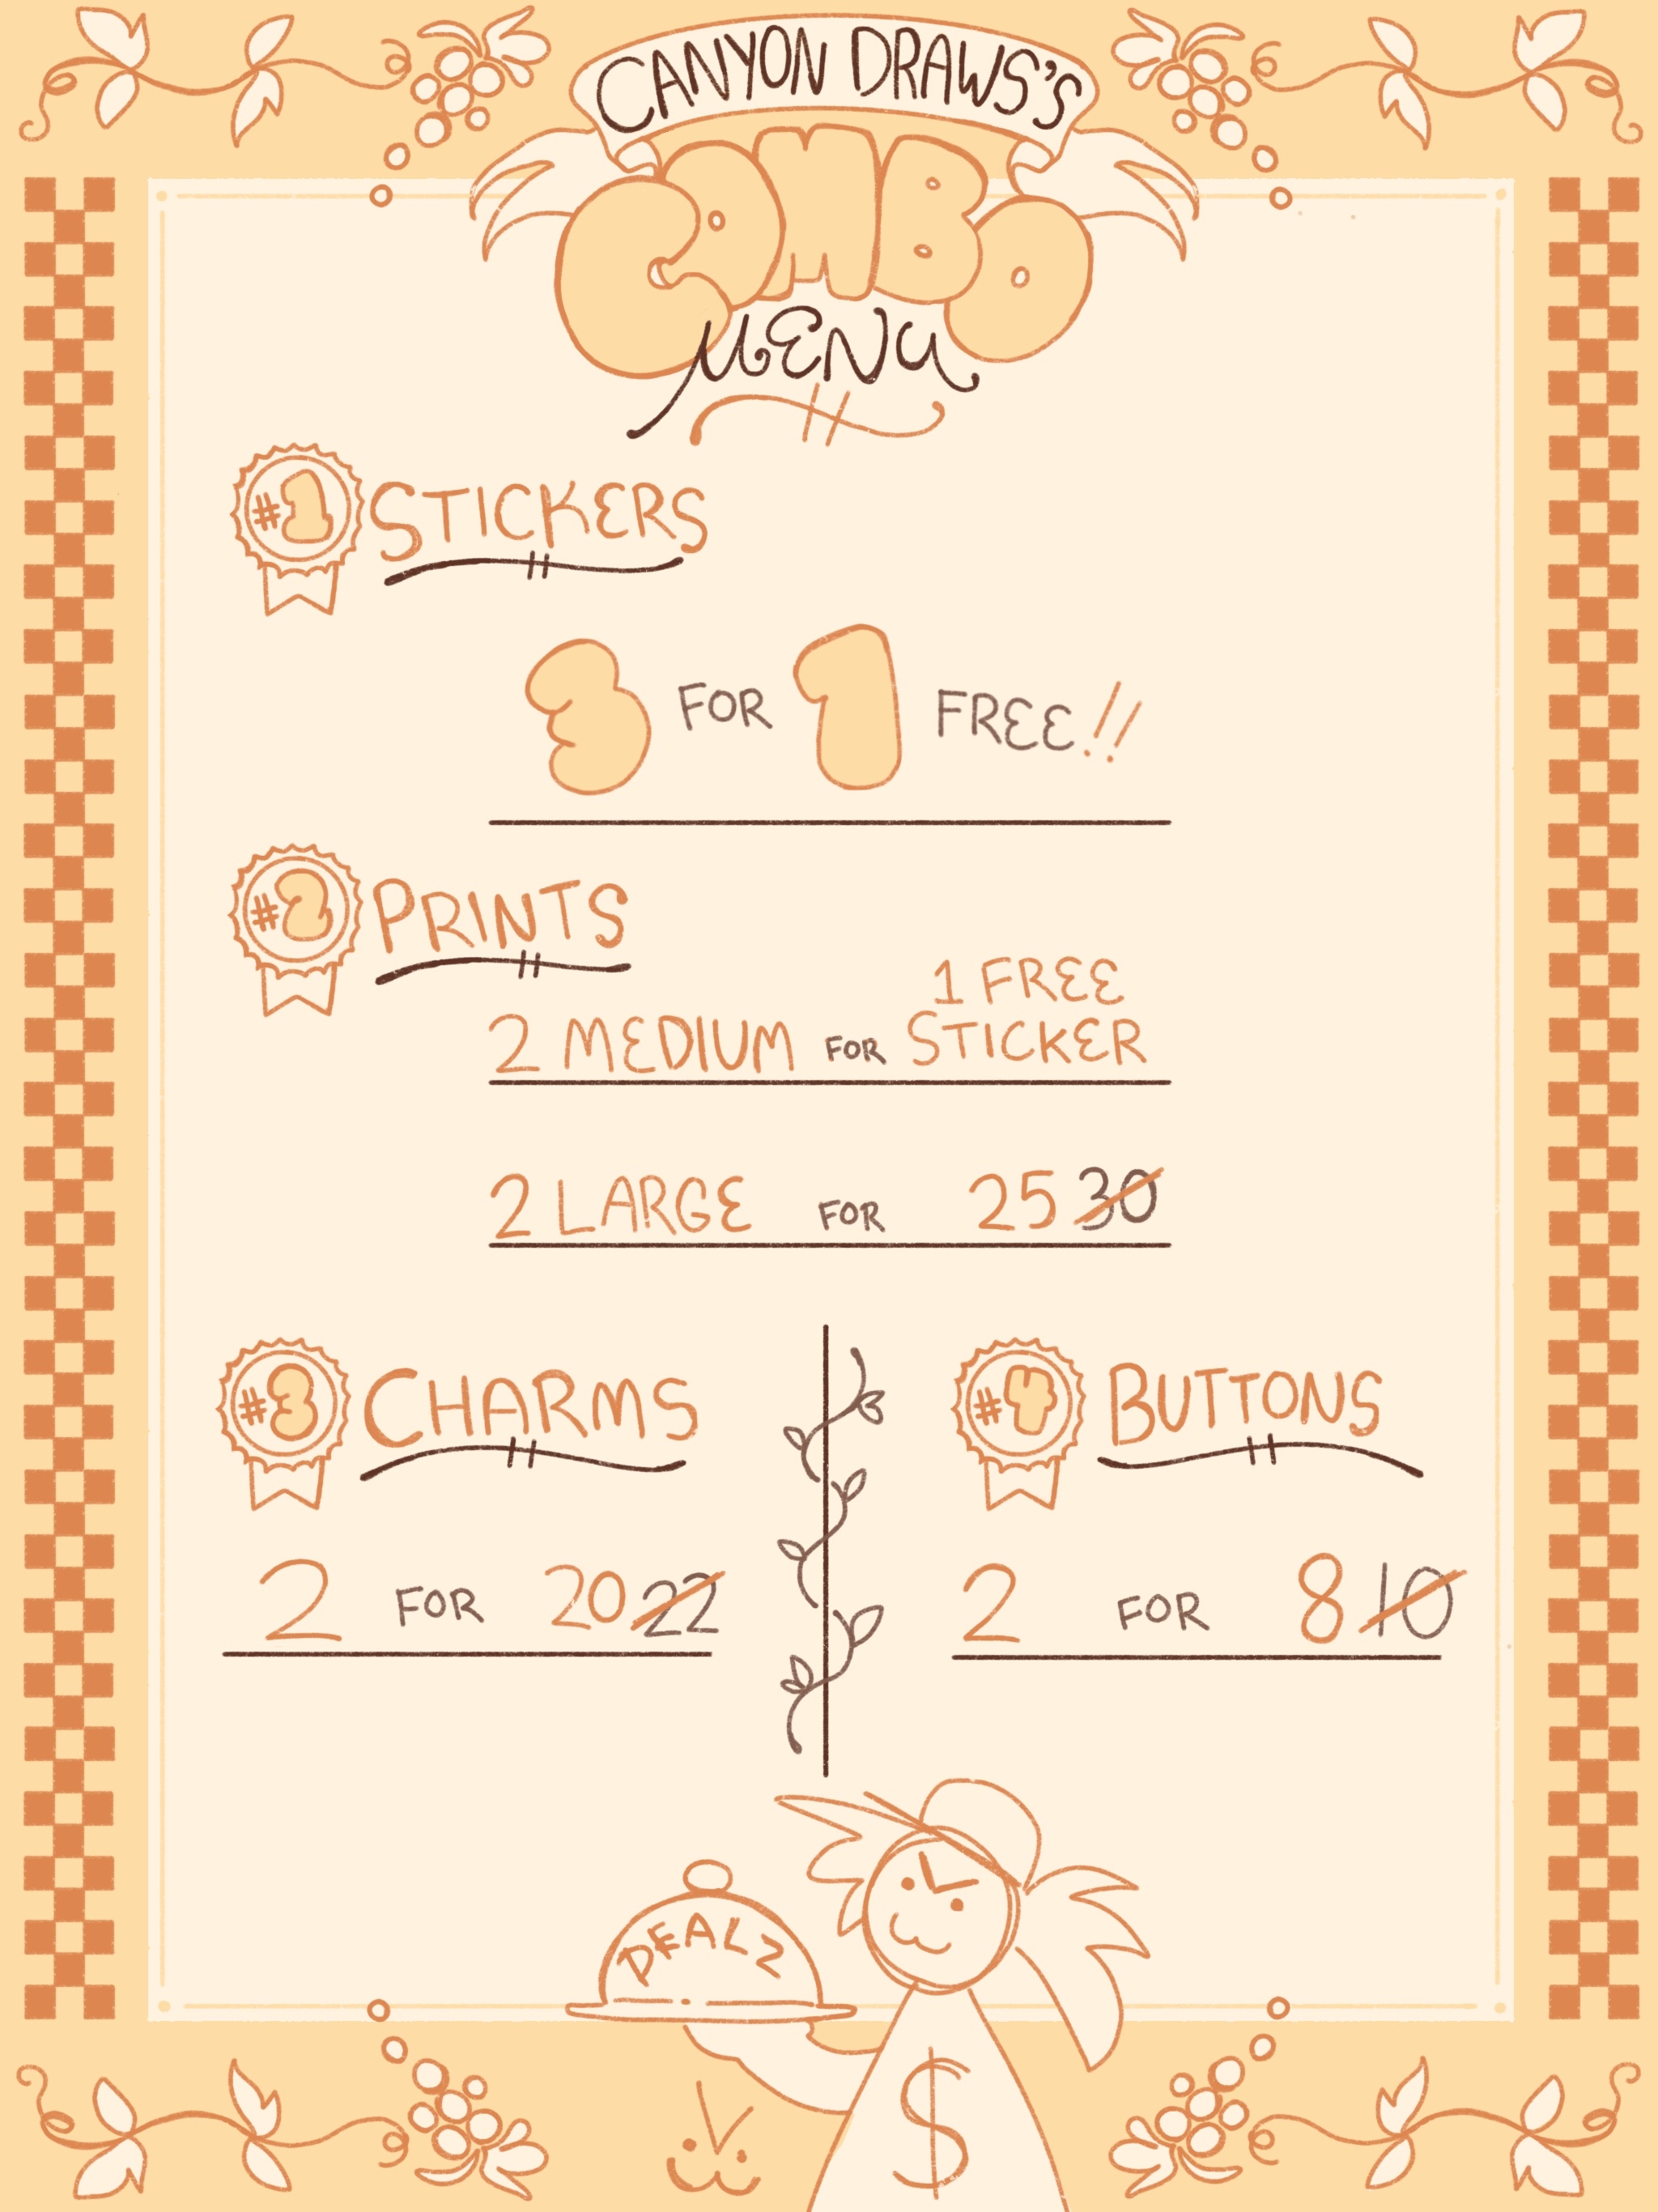 CANYON DRAWS'S
COMBO
MENU
#1 STICKERS
3 FOR 1 FREE!!
#2 PRINTS
2 MEDIUM FOR 1 FREE STICKER
2 LARGE FOR 25 30
#3 CHARMS
2 FOR 20 22
#4 BUTTONS
2 FOR 8 10
DEALZ
$